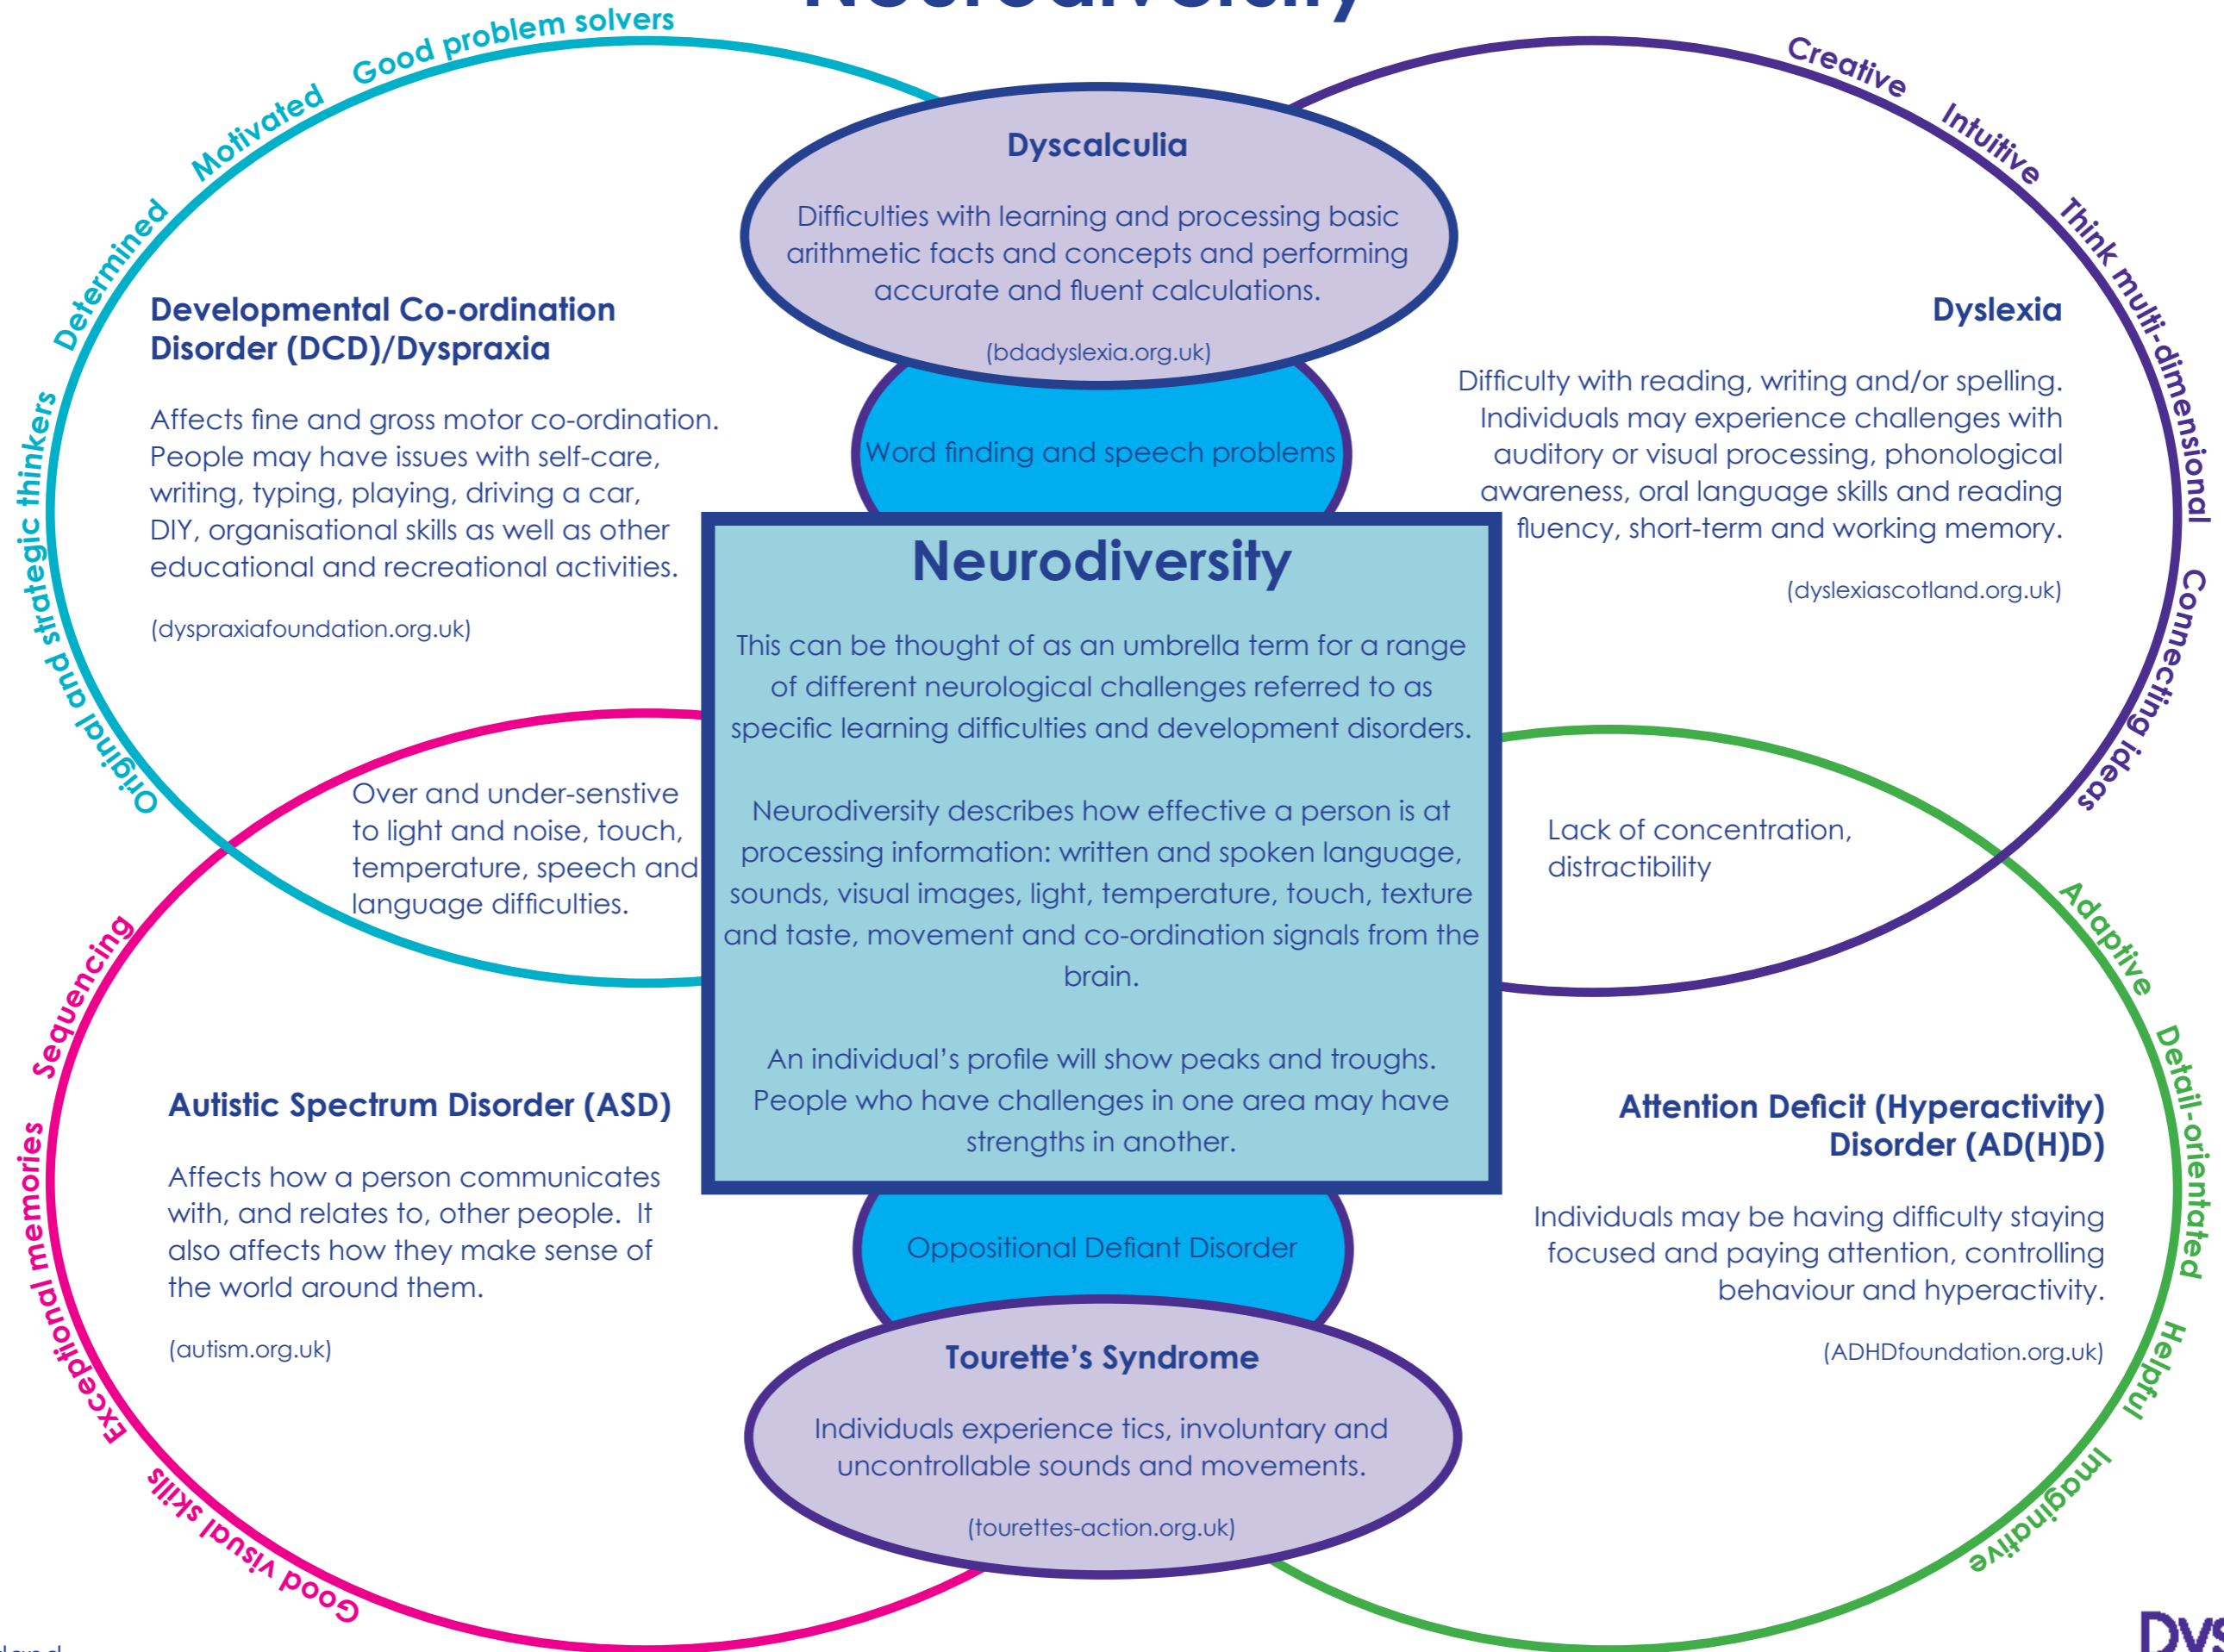 Neurodiversity
Good problem solvers
Motivated
Determined
Original and strategic thinkers
Creative
Intuitive
Think multi-dimensional
Connecting ideas
Dyscalculia
Difficulties with learning and processing basic
arithmetic facts and concepts and performing
accurate and fluent calculations.
(bdadyslexia.org.uk)
Developmental Co-ordination
Disorder (DCD)/Dyspraxia
Affects fine and gross motor co-ordination.
People may have issues with self-care,
writing, typing, playing, driving a car,
DIY, organisational skills as well as other
educational and recreational activities.
(dyspraxiafoundation.org.uk)
Word finding and speech problems
Dyslexia
Difficulty with reading, writing and/or spelling.
Individuals may experience challenges with
auditory or visual processing, phonological
awareness, oral language skills and reading
fluency, short-term and working memory.
(dyslexiascotland.org.uk)
Neurodiversity
This can be thought of as an umbrella term for a range
of different neurological challenges referred to as
specific learning difficulties and development disorders.
Neurodiversity describes how effective a person is at
processing information: written and spoken language,
sounds, visual images, light, temperature, touch, texture
and taste, movement and co-ordination signals from the
brain.
An individual's profile will show peaks and troughs.
People who have challenges in one area may have
strengths in another.
Over and under-senstive
to light and noise, touch,
temperature, speech and
language difficulties.
Lack of concentration,
distractibility
Sequencing
Exceptional memories
Good visual skills
Autistic Spectrum Disorder (ASD)
Affects how a person communicates
with, and relates to, other people. It
also affects how they make sense of
the world around them.
(autism.org.uk)
Adaptive
Detail-orientated
Helpful
Imagindive
Attention Deficit (Hyperactivity)
Disorder (AD(H)D)
Individuals may be having difficulty staying
focused and paying attention, controlling
behaviour and hyperactivity.
(ADHDfoundation.org.uk)
Oppositional Defiant Disorder
Tourette's Syndrome
Individuals experience tics, involuntary and
uncontrollable sounds and movements.
(tourettes-action.org.uk)